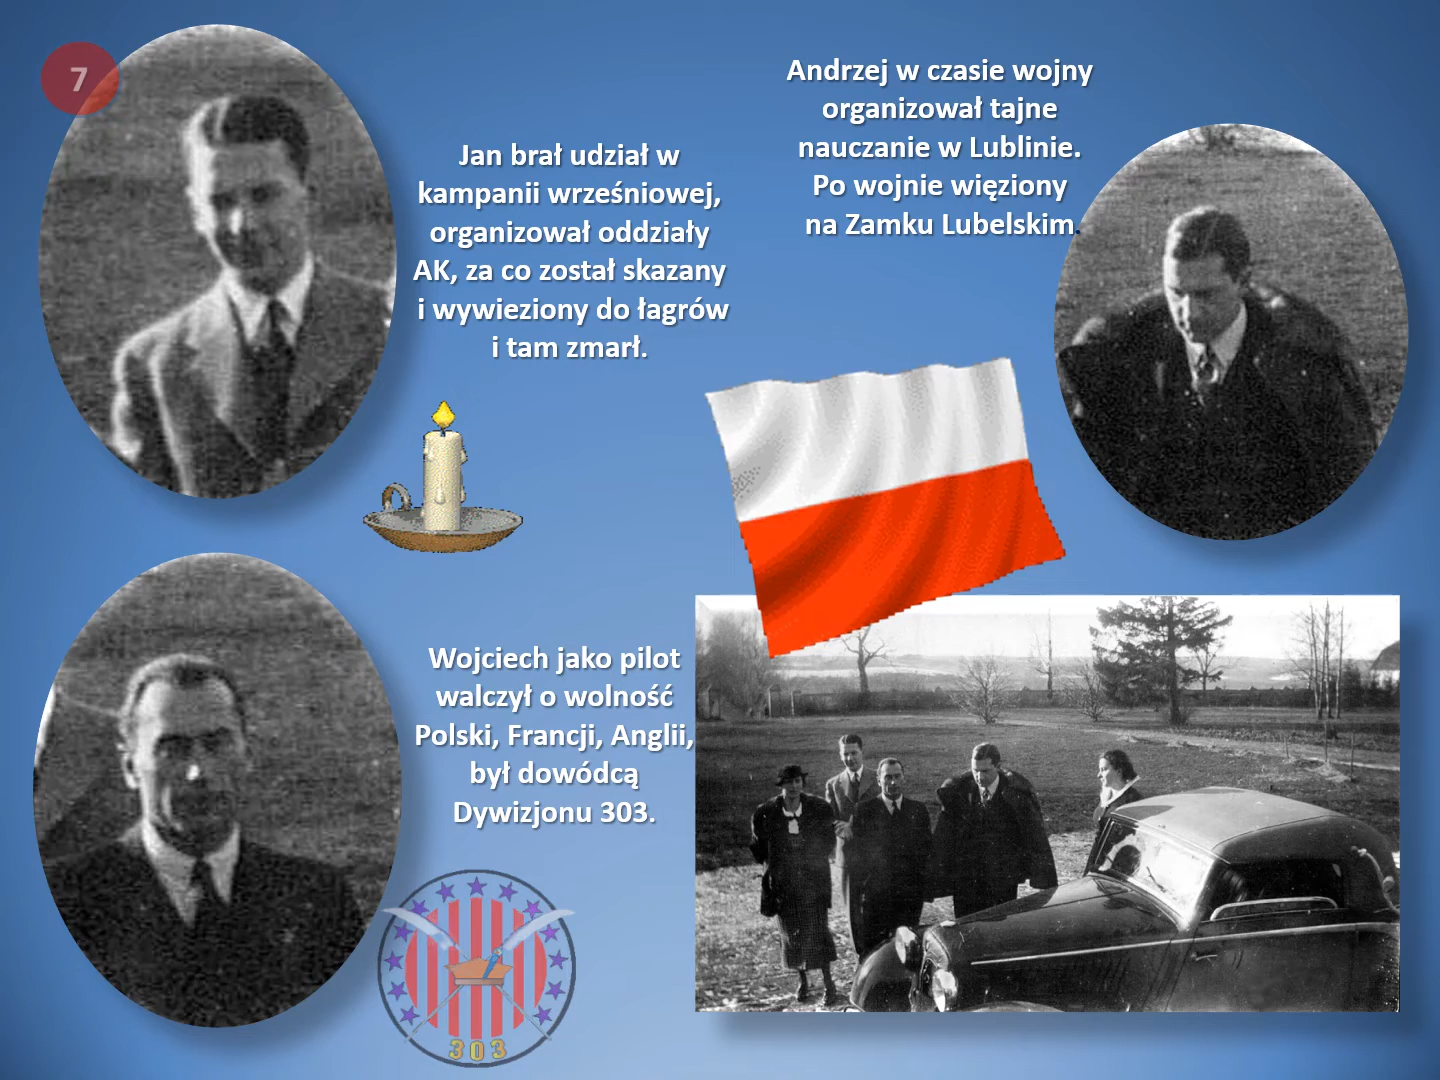 7
Jan brał udział w
kampanii wrześniowej,
organizował oddziały
AK, za co został skazany
i wywieziony do łagrów
i tam zmarł.
Andrzej w czasie wojny
organizował tajne
nauczanie w Lublinie.
Po wojnie więziony
na Zamku Lubelskim.
Wojciech jako pilot
walczył o wolność
Polski, Francji, Anglii,
był dowódcą
Dywizjonu 303.
303